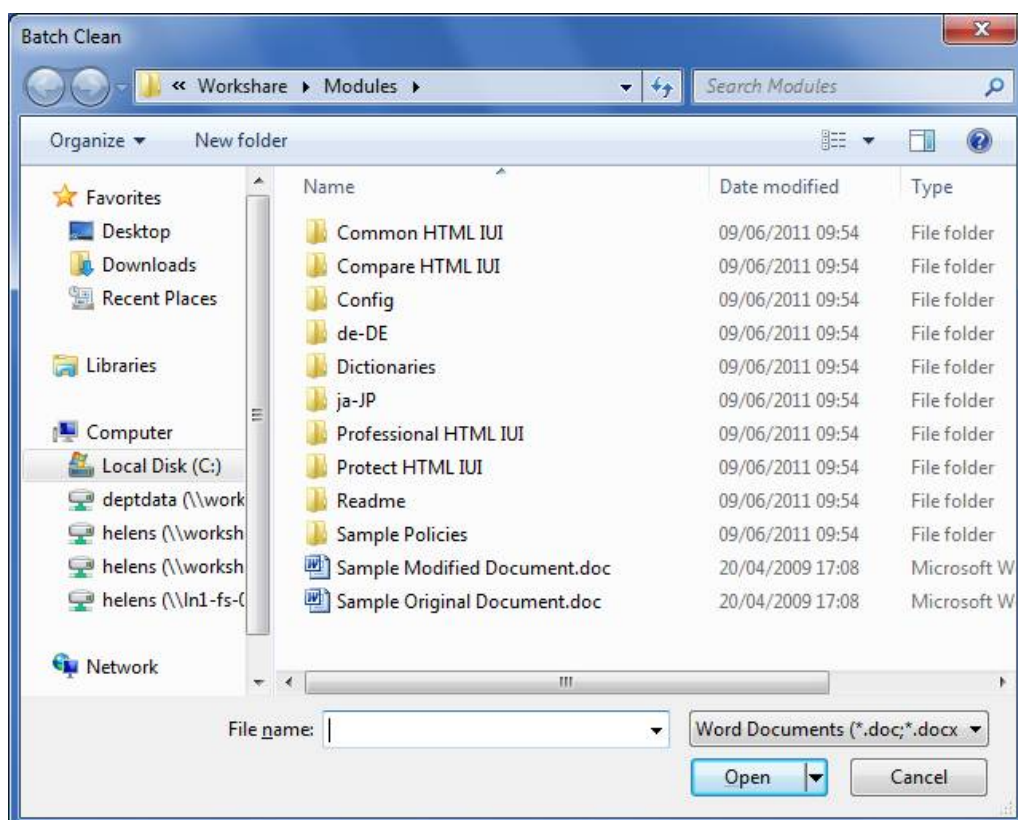 Batch Clean
« Workshare Modules
Search Modules
Organize New folder
Name Date modified Type
Favorites
Desktop
Downloads
Recent Places
Libraries
Computer
Local Disk (C:)
deptdata (\\work
helens (\\worksh
helens (\\worksh
helens (\\ln1-fs-(
Network
Common HTML IUI 09/06/2011 09:54 File folder
Compare HTML IUI 09/06/2011 09:54 File folder
Config 09/06/2011 09:54 File folder
de-DE 09/06/2011 09:54 File folder
Dictionaries 09/06/2011 09:54 File folder
ja-JP 09/06/2011 09:54 File folder
Professional HTML IUI 09/06/2011 09:54 File folder
Protect HTML IUI 09/06/2011 09:54 File folder
Readme 09/06/2011 09:54 File folder
Sample Policies 09/06/2011 09:54 File folder
Sample Modified Document.doc 20/04/2009 17:08 Microsoft W
Sample Original Document.doc 20/04/2009 17:08 Microsoft W
File name:
Word Documents (*.doc;*.docx
Open Cancel